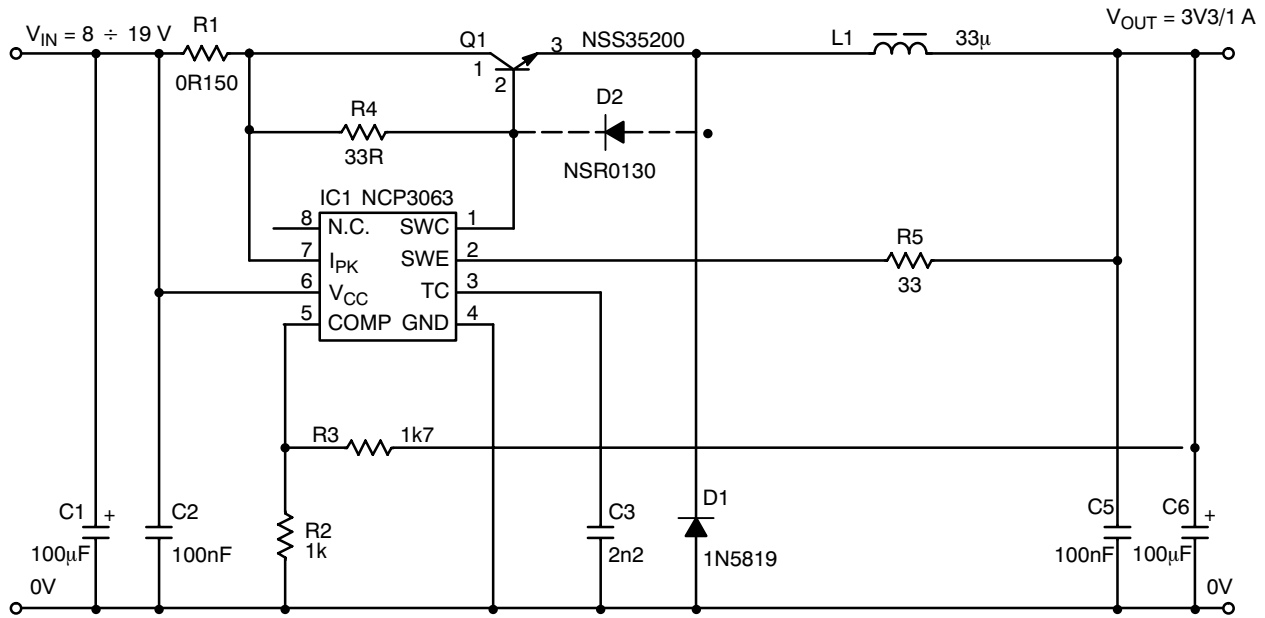 V_IN = 8 ÷ 19 V
R1
0R150
Q1
1
2
3
NSS35200
L1
33µ
V_OUT = 3V3/1 A
R4
33R
D2
NSR0130
IC1 NCP3063
8
N.C.
SWC
1
7
I_PK
SWE
2
6
V_CC
TC
3
5
COMP
GND
4
R5
33
R3
1k7
C1
+
100µF
C2
100nF
R2
1k
C3
2n2
D1
1N5819
C5
100nF
C6
+
100µF
0V
0V